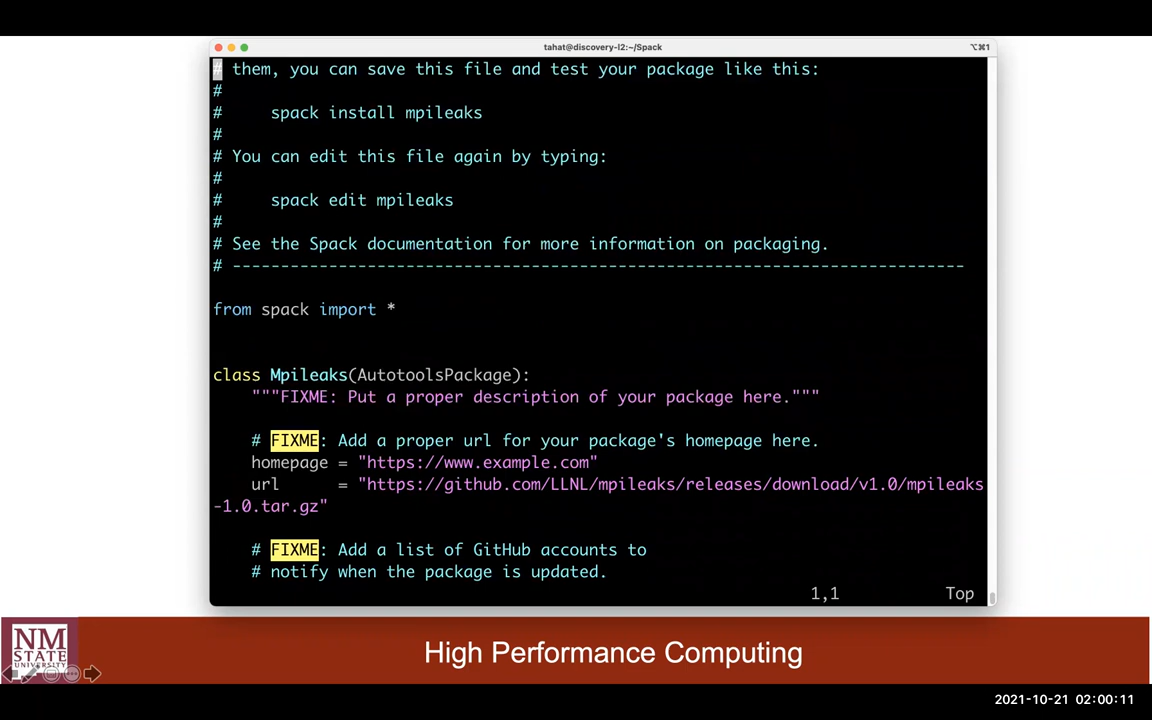 tahat@discovery-l2:~/Spack
⌥⌘1
# them, you can save this file and test your package like this:
#
#     spack install mpileaks
#
# You can edit this file again by typing:
#
#     spack edit mpileaks
#
# See the Spack documentation for more information on packaging.
# ----------------------------------------------------------------------------
from spack import *
class Mpileaks(AutotoolsPackage):
    """FIXME: Put a proper description of your package here."""
    # FIXME: Add a proper url for your package's homepage here.
    homepage = "https://www.example.com"
    url      = "https://github.com/LLNL/mpileaks/releases/download/v1.0/mpileaks
-1.0.tar.gz"
    # FIXME: Add a list of GitHub accounts to
    # notify when the package is updated.
1,1 Top
NM
STATE
UNIVERSITY
High Performance Computing
2021-10-21 02:00:11